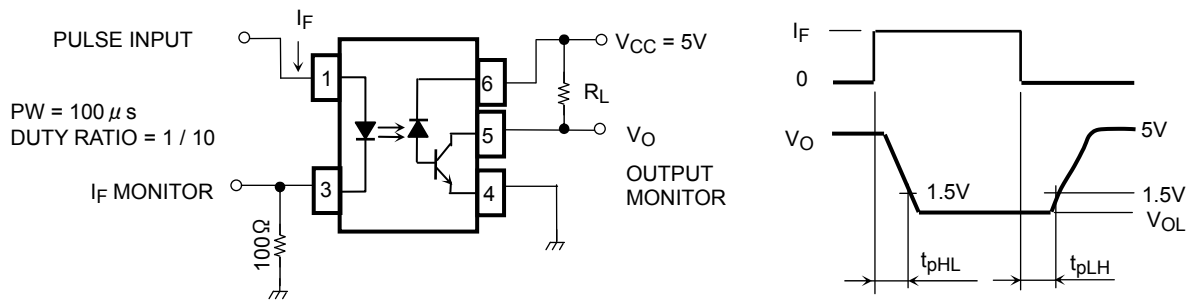 PULSE INPUT
IF
VCC = 5V
1
6
RL
PW = 100 μ s
DUTY RATIO = 1 / 10
5
VO
OUTPUT
MONITOR
IF MONITOR
3
4
100Ω
IF
0
VO
5V
1.5V
1.5V
VOL
tpHL
tpLH